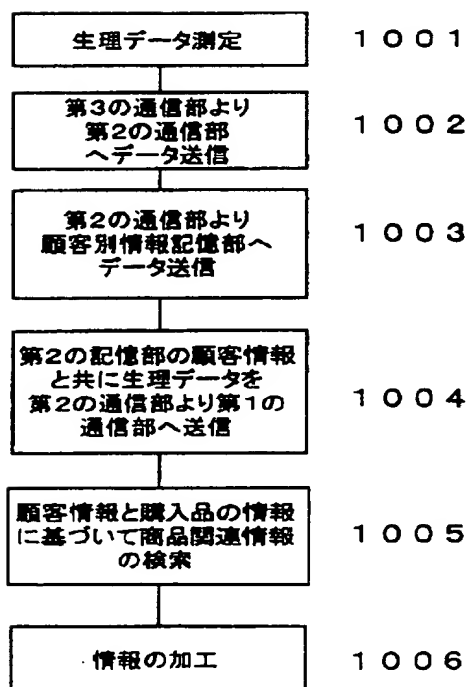 生理データ測定 1001
第3の通信部より
第2の通信部 1002
へデータ送信
第2の通信部より
顧客別情報記憶部へ 1003
データ送信
第2の記憶部の顧客情報
と共に生理データを
第2の通信部より第1の 1004
通信部へ送信
顧客情報と購入品の情報
に基づいて商品関連情報 1005
の検索
情報の加工 1006